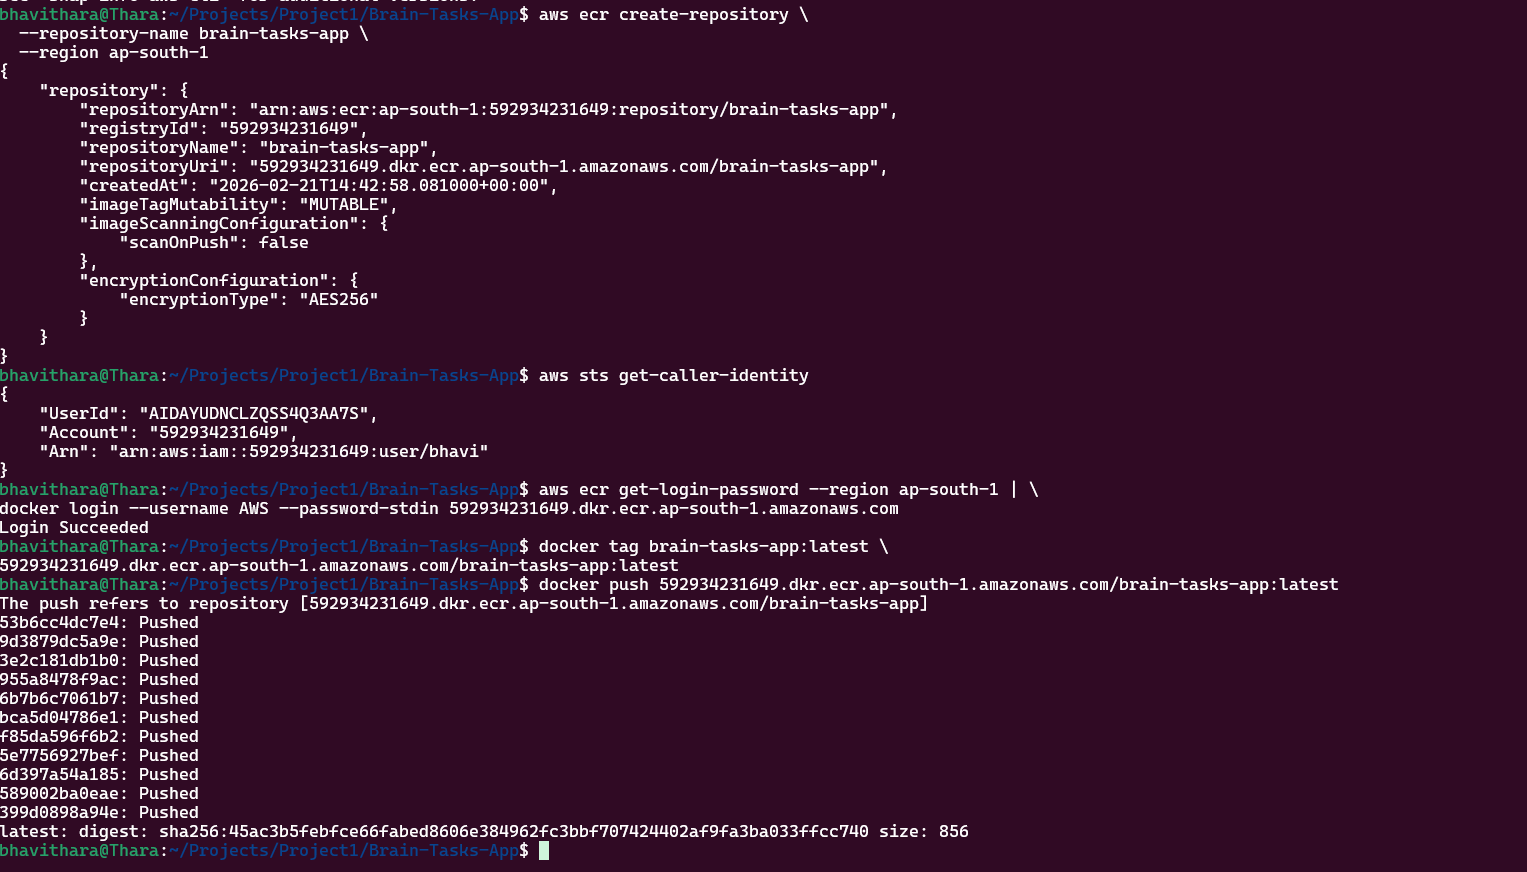 bhavithara@Thara:~/Projects/Project1/Brain-Tasks-App$ aws ecr create-repository \
  --repository-name brain-tasks-app \
  --region ap-south-1
{
    "repository": {
        "repositoryArn": "arn:aws:ecr:ap-south-1:592934231649:repository/brain-tasks-app",
        "registryId": "592934231649",
        "repositoryName": "brain-tasks-app",
        "repositoryUri": "592934231649.dkr.ecr.ap-south-1.amazonaws.com/brain-tasks-app",
        "createdAt": "2026-02-21T14:42:58.081000+00:00",
        "imageTagMutability": "MUTABLE",
        "imageScanningConfiguration": {
            "scanOnPush": false
        },
        "encryptionConfiguration": {
            "encryptionType": "AES256"
        }
    }
}
bhavithara@Thara:~/Projects/Project1/Brain-Tasks-App$ aws sts get-caller-identity
{
    "UserId": "AIDAYUDNCLZQSS4Q3AA7S",
    "Account": "592934231649",
    "Arn": "arn:aws:iam::592934231649:user/bhavi"
}
bhavithara@Thara:~/Projects/Project1/Brain-Tasks-App$ aws ecr get-login-password --region ap-south-1 | \
docker login --username AWS --password-stdin 592934231649.dkr.ecr.ap-south-1.amazonaws.com
Login Succeeded
bhavithara@Thara:~/Projects/Project1/Brain-Tasks-App$ docker tag brain-tasks-app:latest \
592934231649.dkr.ecr.ap-south-1.amazonaws.com/brain-tasks-app:latest
bhavithara@Thara:~/Projects/Project1/Brain-Tasks-App$ docker push 592934231649.dkr.ecr.ap-south-1.amazonaws.com/brain-tasks-app:latest
The push refers to repository [592934231649.dkr.ecr.ap-south-1.amazonaws.com/brain-tasks-app]
53b6cc4dc7e4: Pushed
9d3879dc5a9e: Pushed
3e2c181db1b0: Pushed
955a8478f9ac: Pushed
6b7b6c7061b7: Pushed
bca5d04786e1: Pushed
f85da596f6b2: Pushed
5e7756927bef: Pushed
6d397a54a185: Pushed
589002ba0eae: Pushed
399d0898a94e: Pushed
latest: digest: sha256:45ac3b5febfce66fabed8606e384962fc3bbf707424402af9fa3ba033ffcc740 size: 856
bhavithara@Thara:~/Projects/Project1/Brain-Tasks-App$